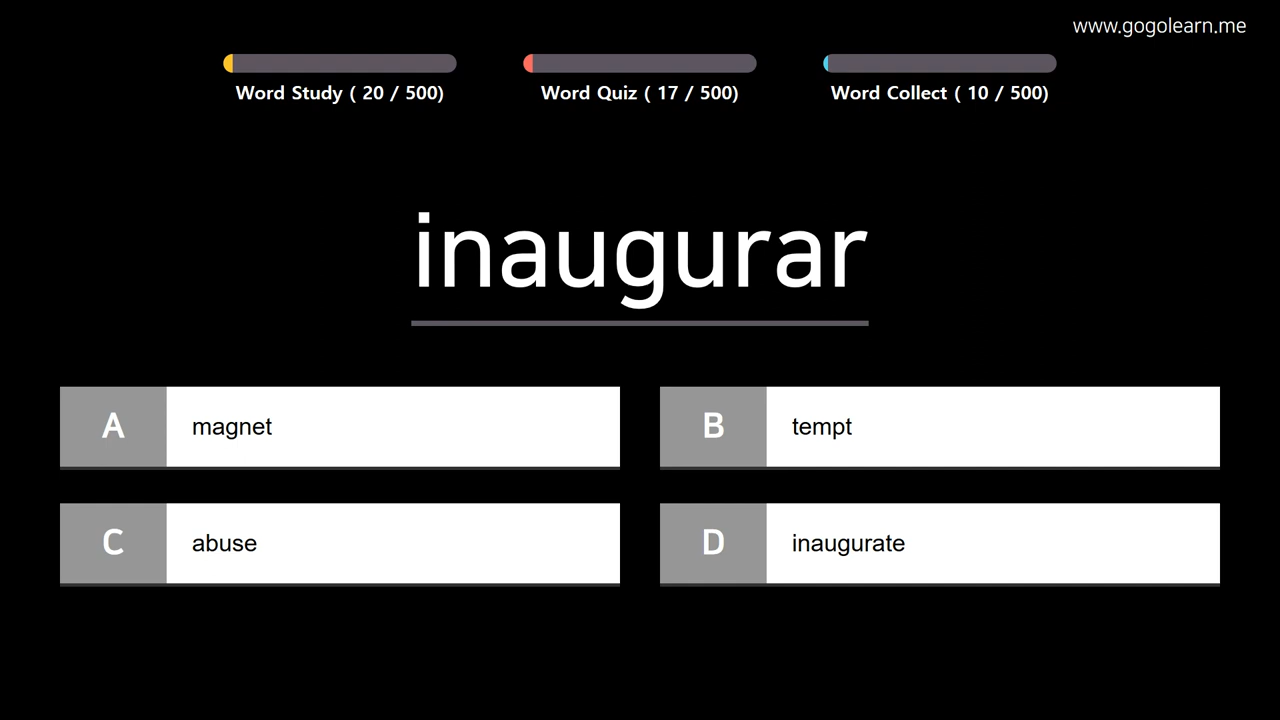 www.gogolearn.me
Word Study ( 20 / 500)
Word Quiz ( 17 / 500)
Word Collect ( 10 / 500)
inaugurar
A magnet
B tempt
C abuse
D inaugurate